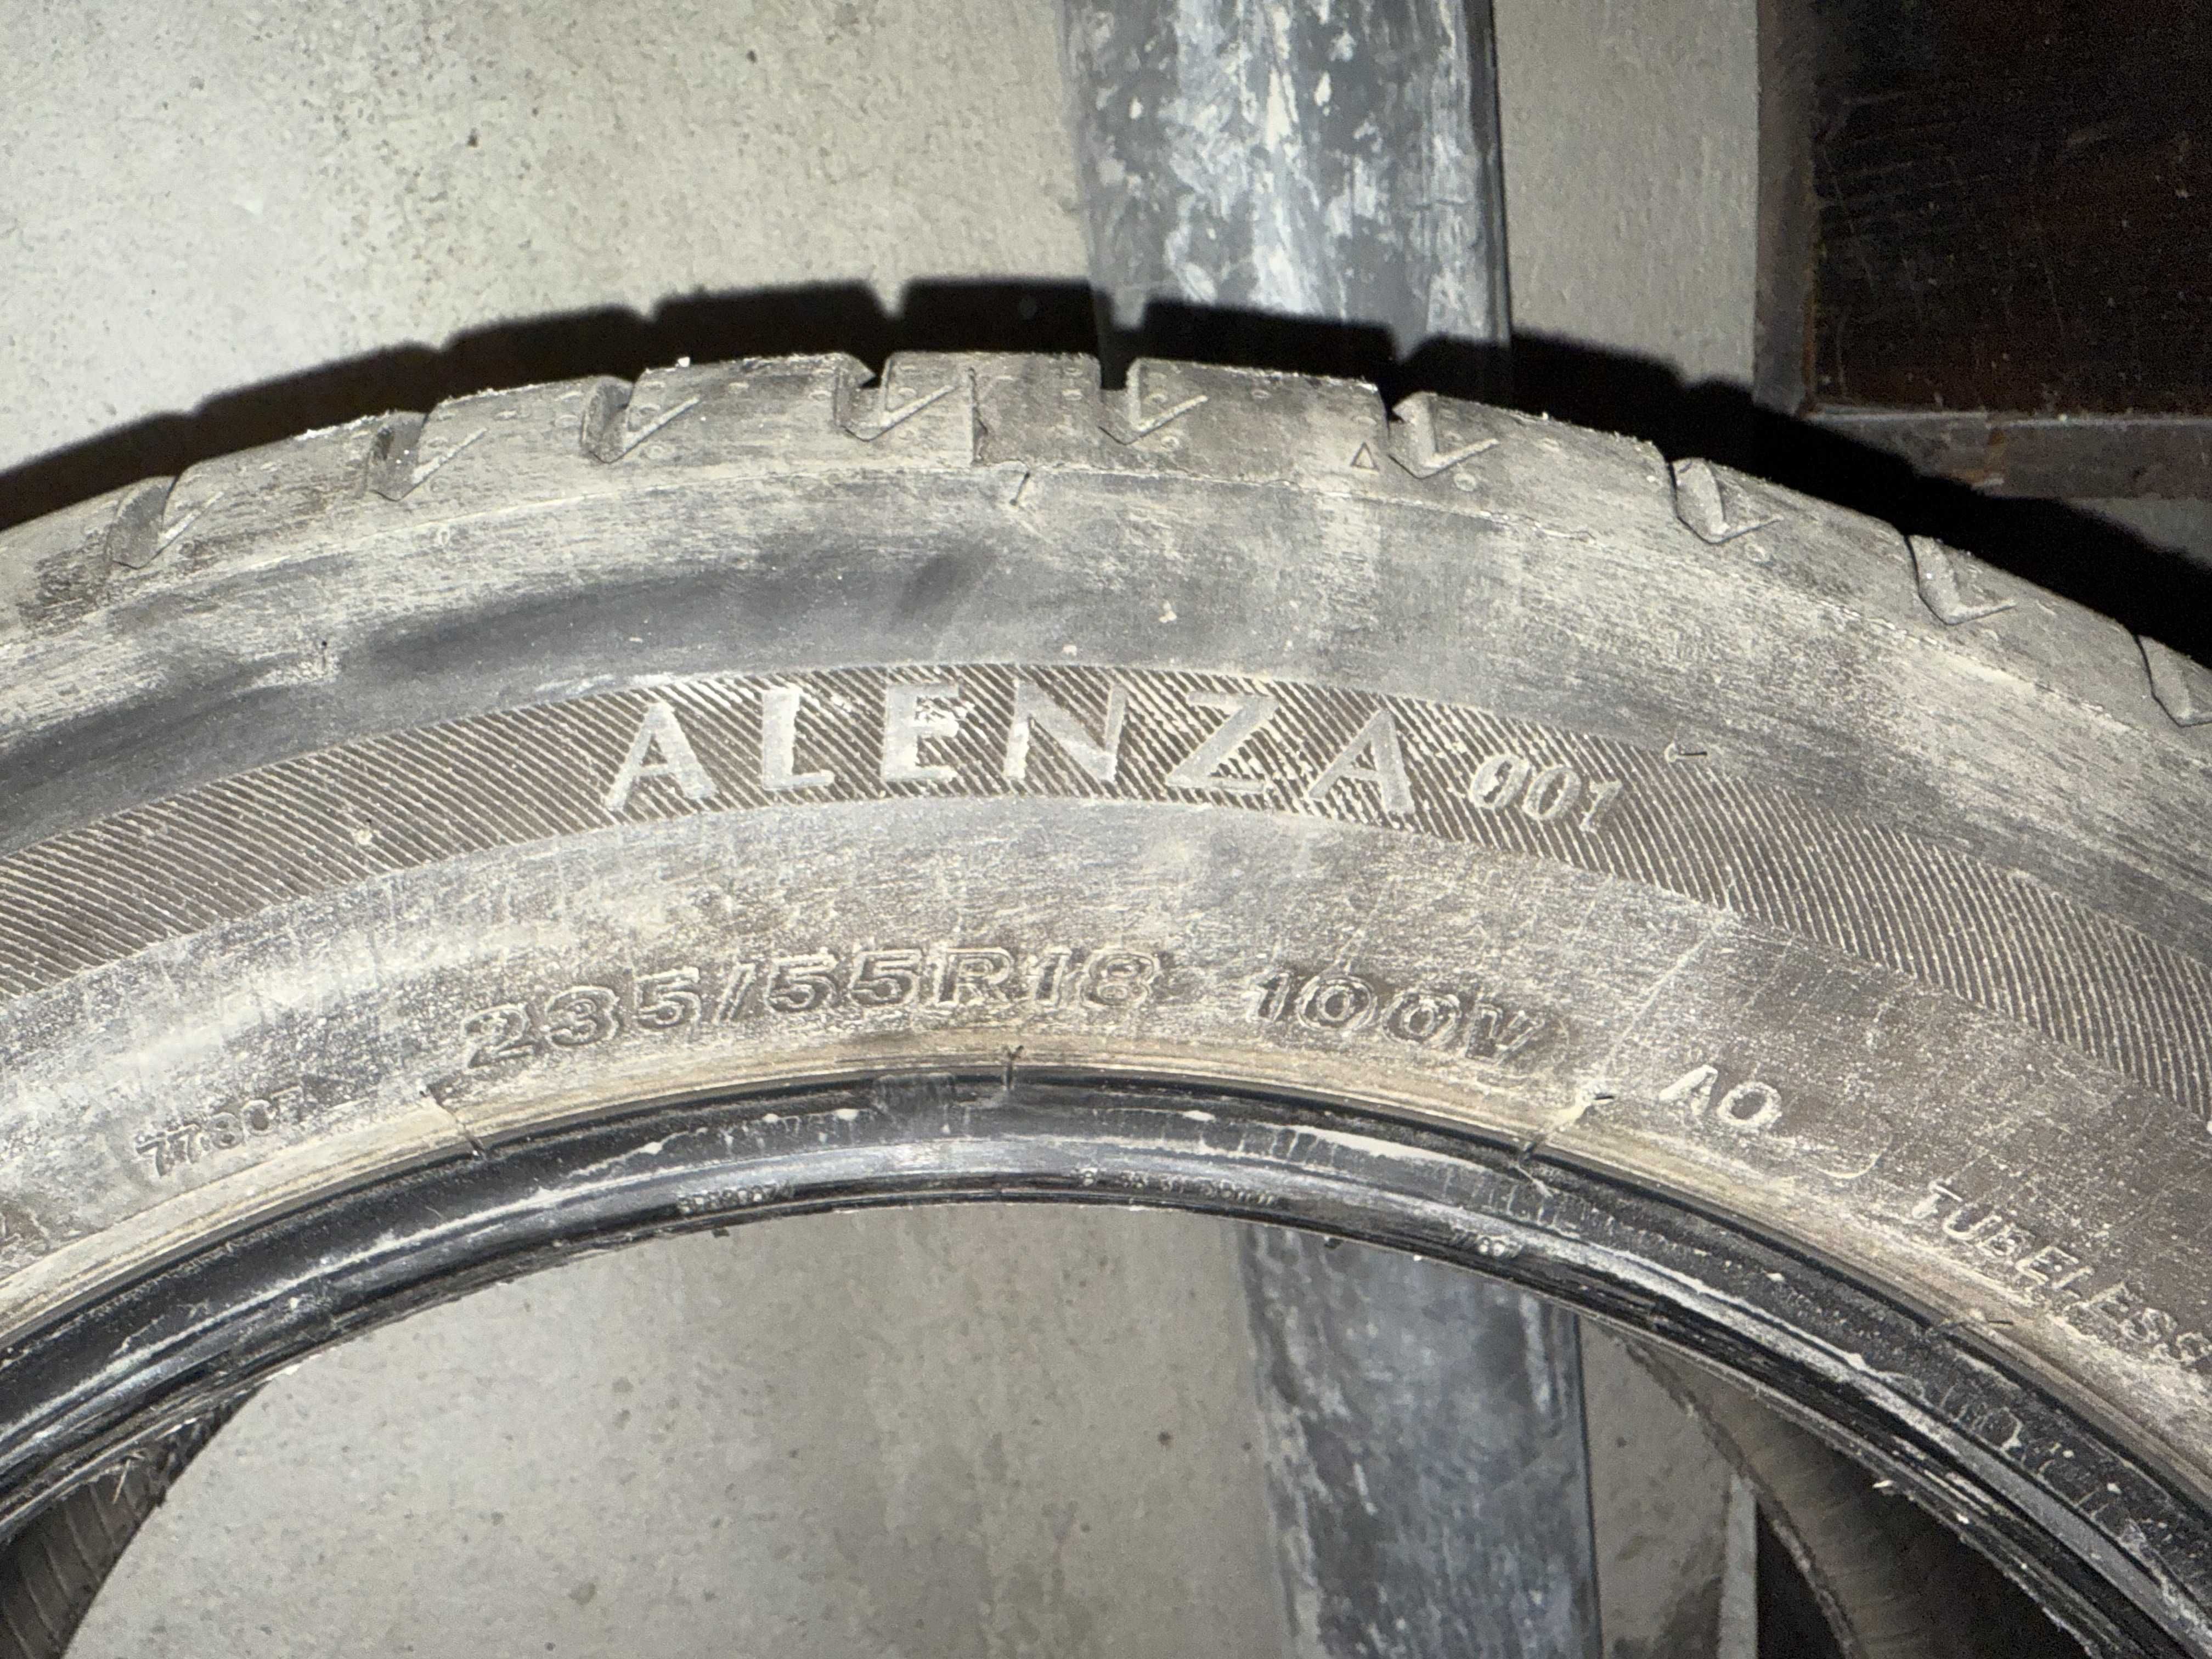 ALENZA 001
235/55R18 100V
AO
TUBELESS